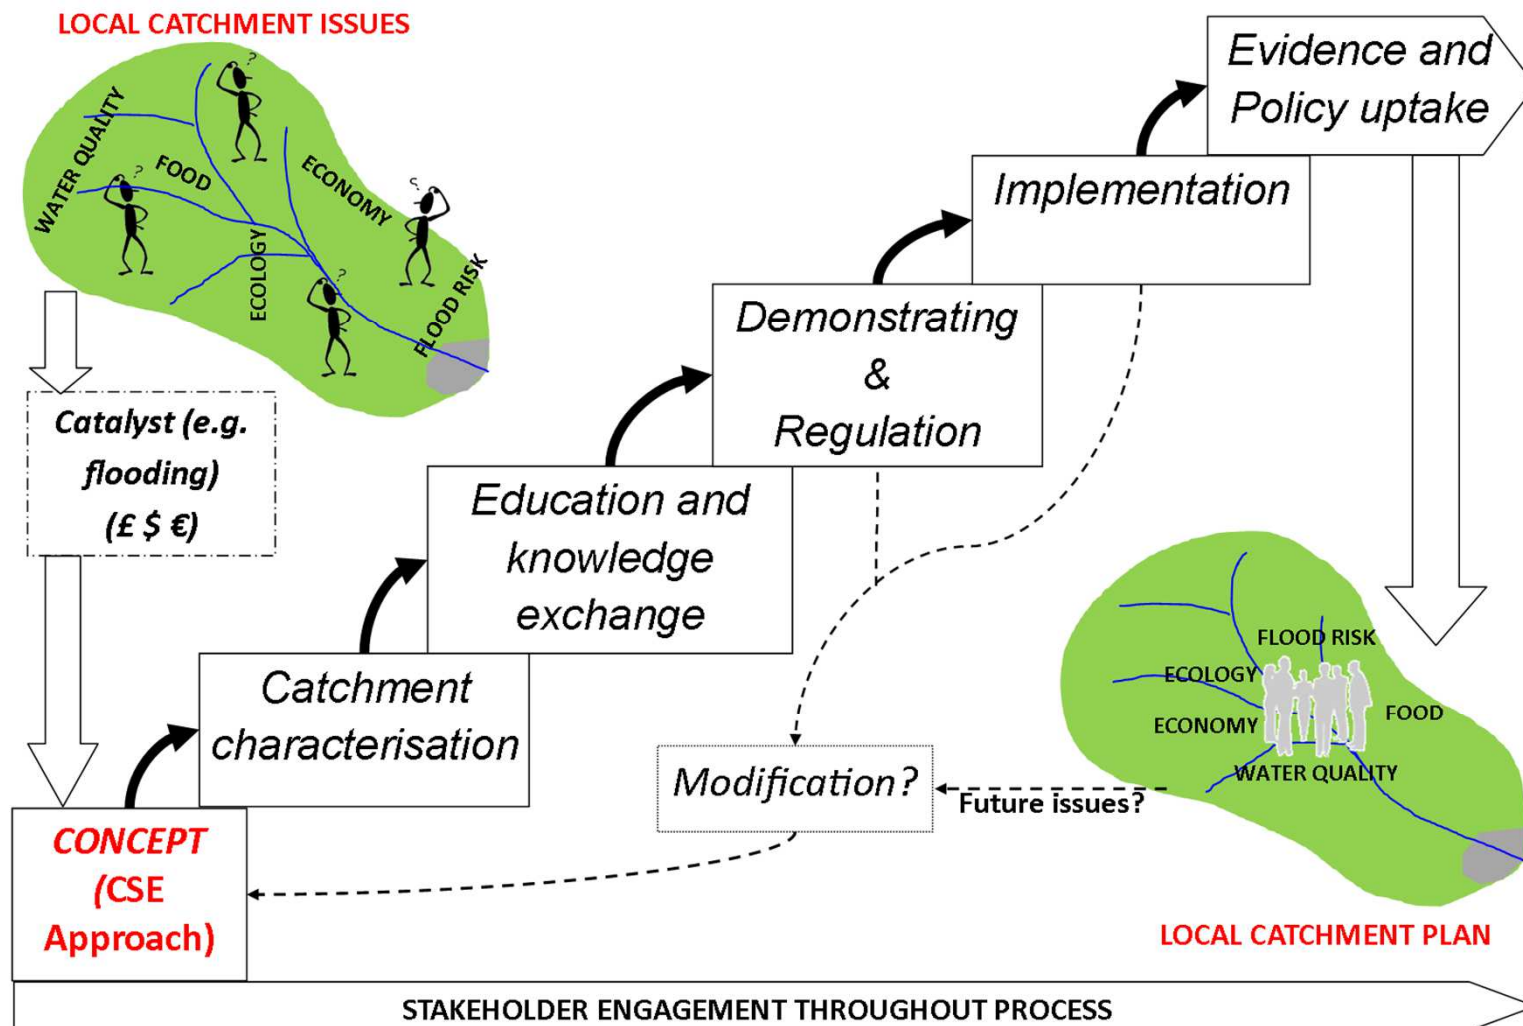 LOCAL CATCHMENT ISSUES
WATER QUALITY
FOOD
ECONOMY
ECOLOGY
FLOOD RISK
?
?
?
?
Catalyst (e.g.
flooding)
(£ $ €)
CONCEPT
(CSE
Approach)
Catchment
characterisation
Education and
knowledge
exchange
Demonstrating
&
Regulation
Implementation
Evidence and
Policy uptake
Modification?
Future issues?
FLOOD RISK
ECOLOGY
FOOD
ECONOMY
WATER QUALITY
LOCAL CATCHMENT PLAN
STAKEHOLDER ENGAGEMENT THROUGHOUT PROCESS